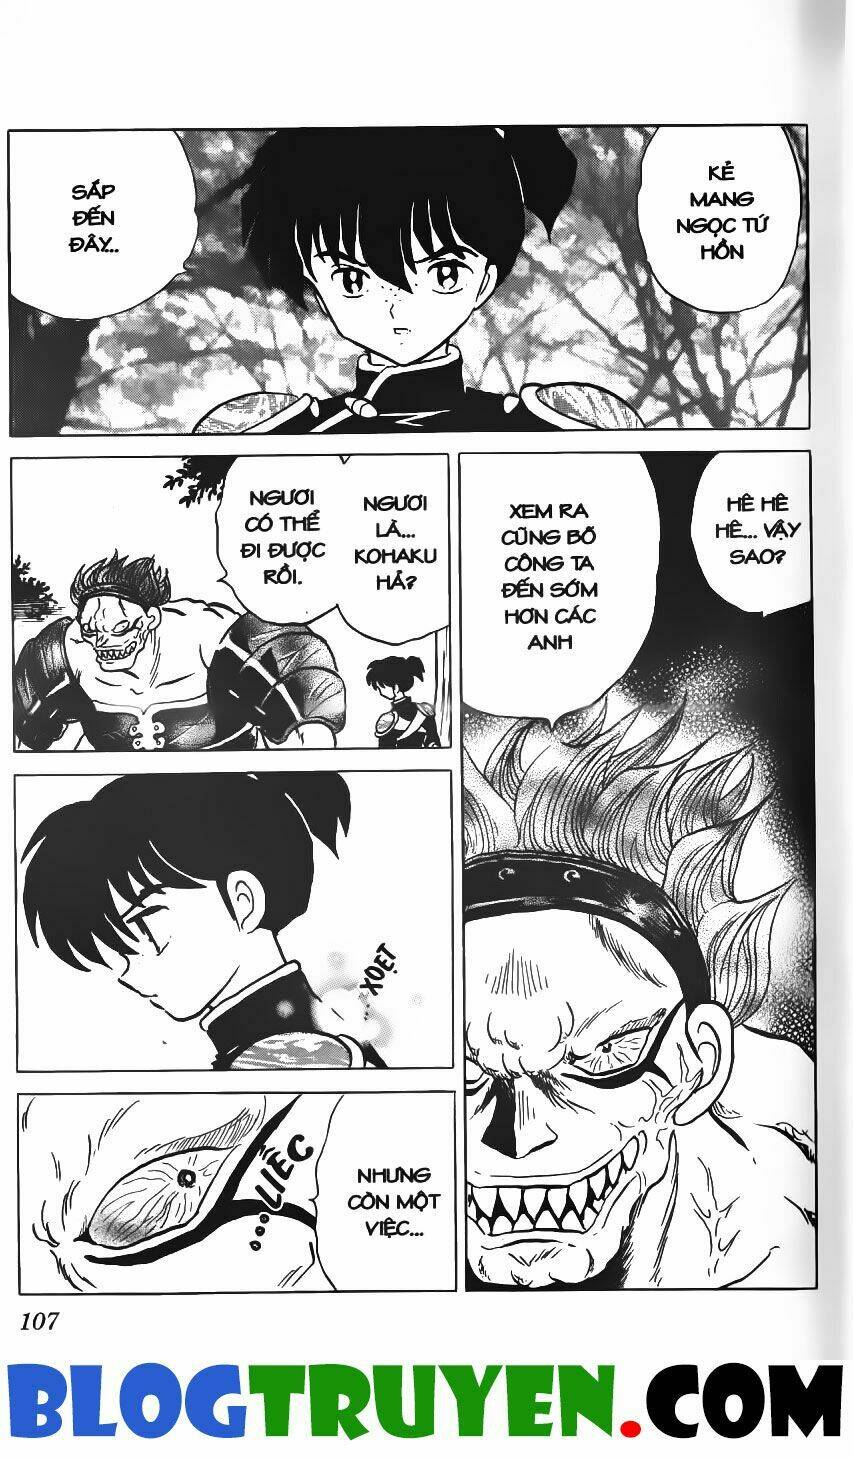 KẺ
MANG
NGỌC TỨ
HỒN
SẮP
ĐẾN
ĐÂY...
HÊ HÊ
HÊ... VẬY
SAO?
XEM RA
CŨNG BÕ
CÔNG TA
ĐẾN SỚM
HƠN CÁC
ANH
NGƯƠI
LÀ...
KOHAKU
HẢ?
NGƯƠI
CÓ THỂ
ĐI ĐƯỢC
RỒI.
...XOẸT
NHƯNG
CÒN MỘT
VIỆC...
...LIẾC
107
BLOGTRUYEN.COM